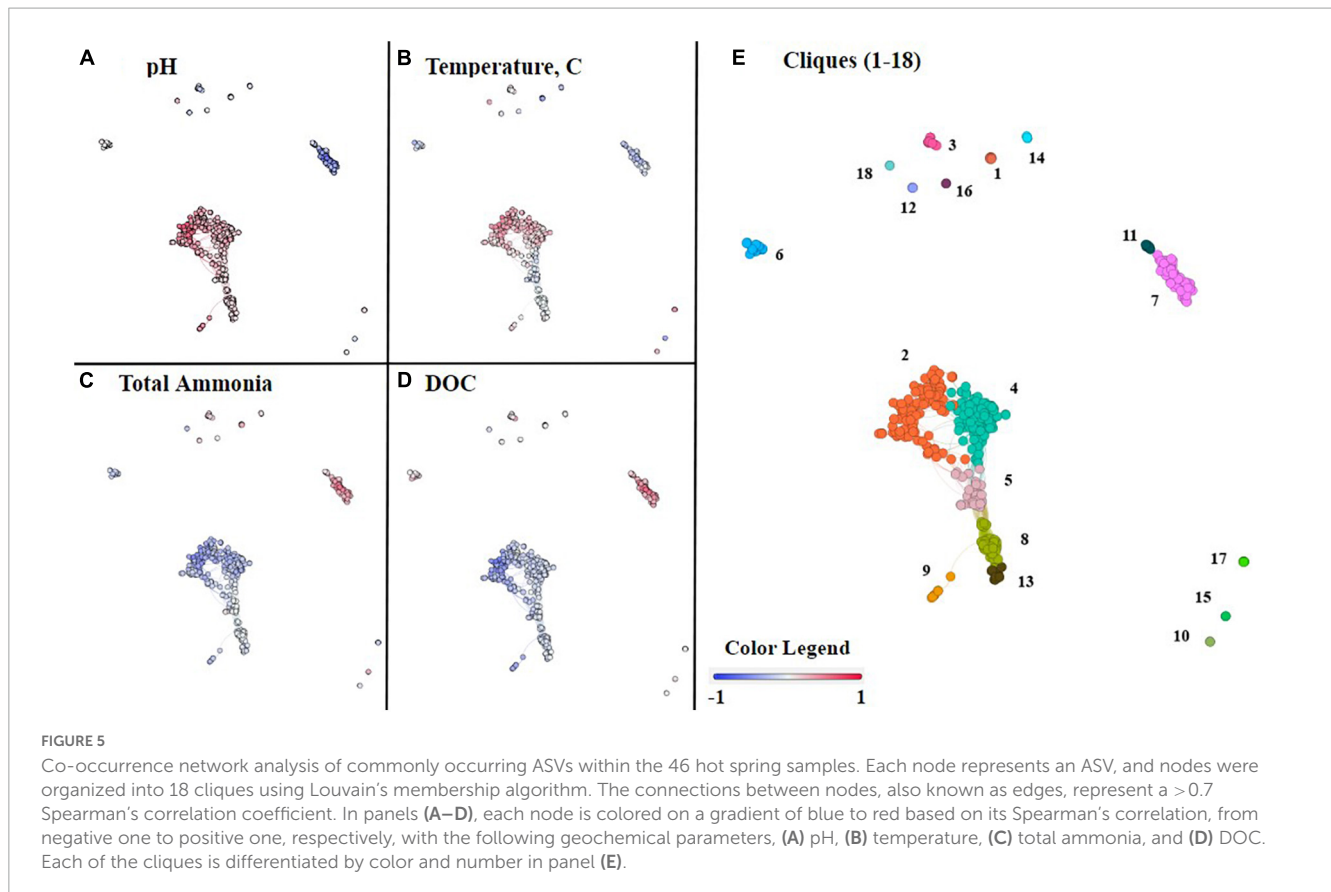 A
pH
B
Temperature, C
E
Cliques (1-18)
3
14
18
1
16
12
11
6
7
2
4
C
Total Ammonia
D
DOC
5
8
9
13
17
15
10
Color Legend
-1
1
FIGURE 5
Co-occurrence network analysis of commonly occurring ASVs within the 46 hot spring samples. Each node represents an ASV, and nodes were
organized into 18 cliques using Louvain's membership algorithm. The connections between nodes, also known as edges, represent a >0.7
Spearman's correlation coefficient. In panels (A–D), each node is colored on a gradient of blue to red based on its Spearman's correlation, from
negative one to positive one, respectively, with the following geochemical parameters, (A) pH, (B) temperature, (C) total ammonia, and (D) DOC.
Each of the cliques is differentiated by color and number in panel (E).